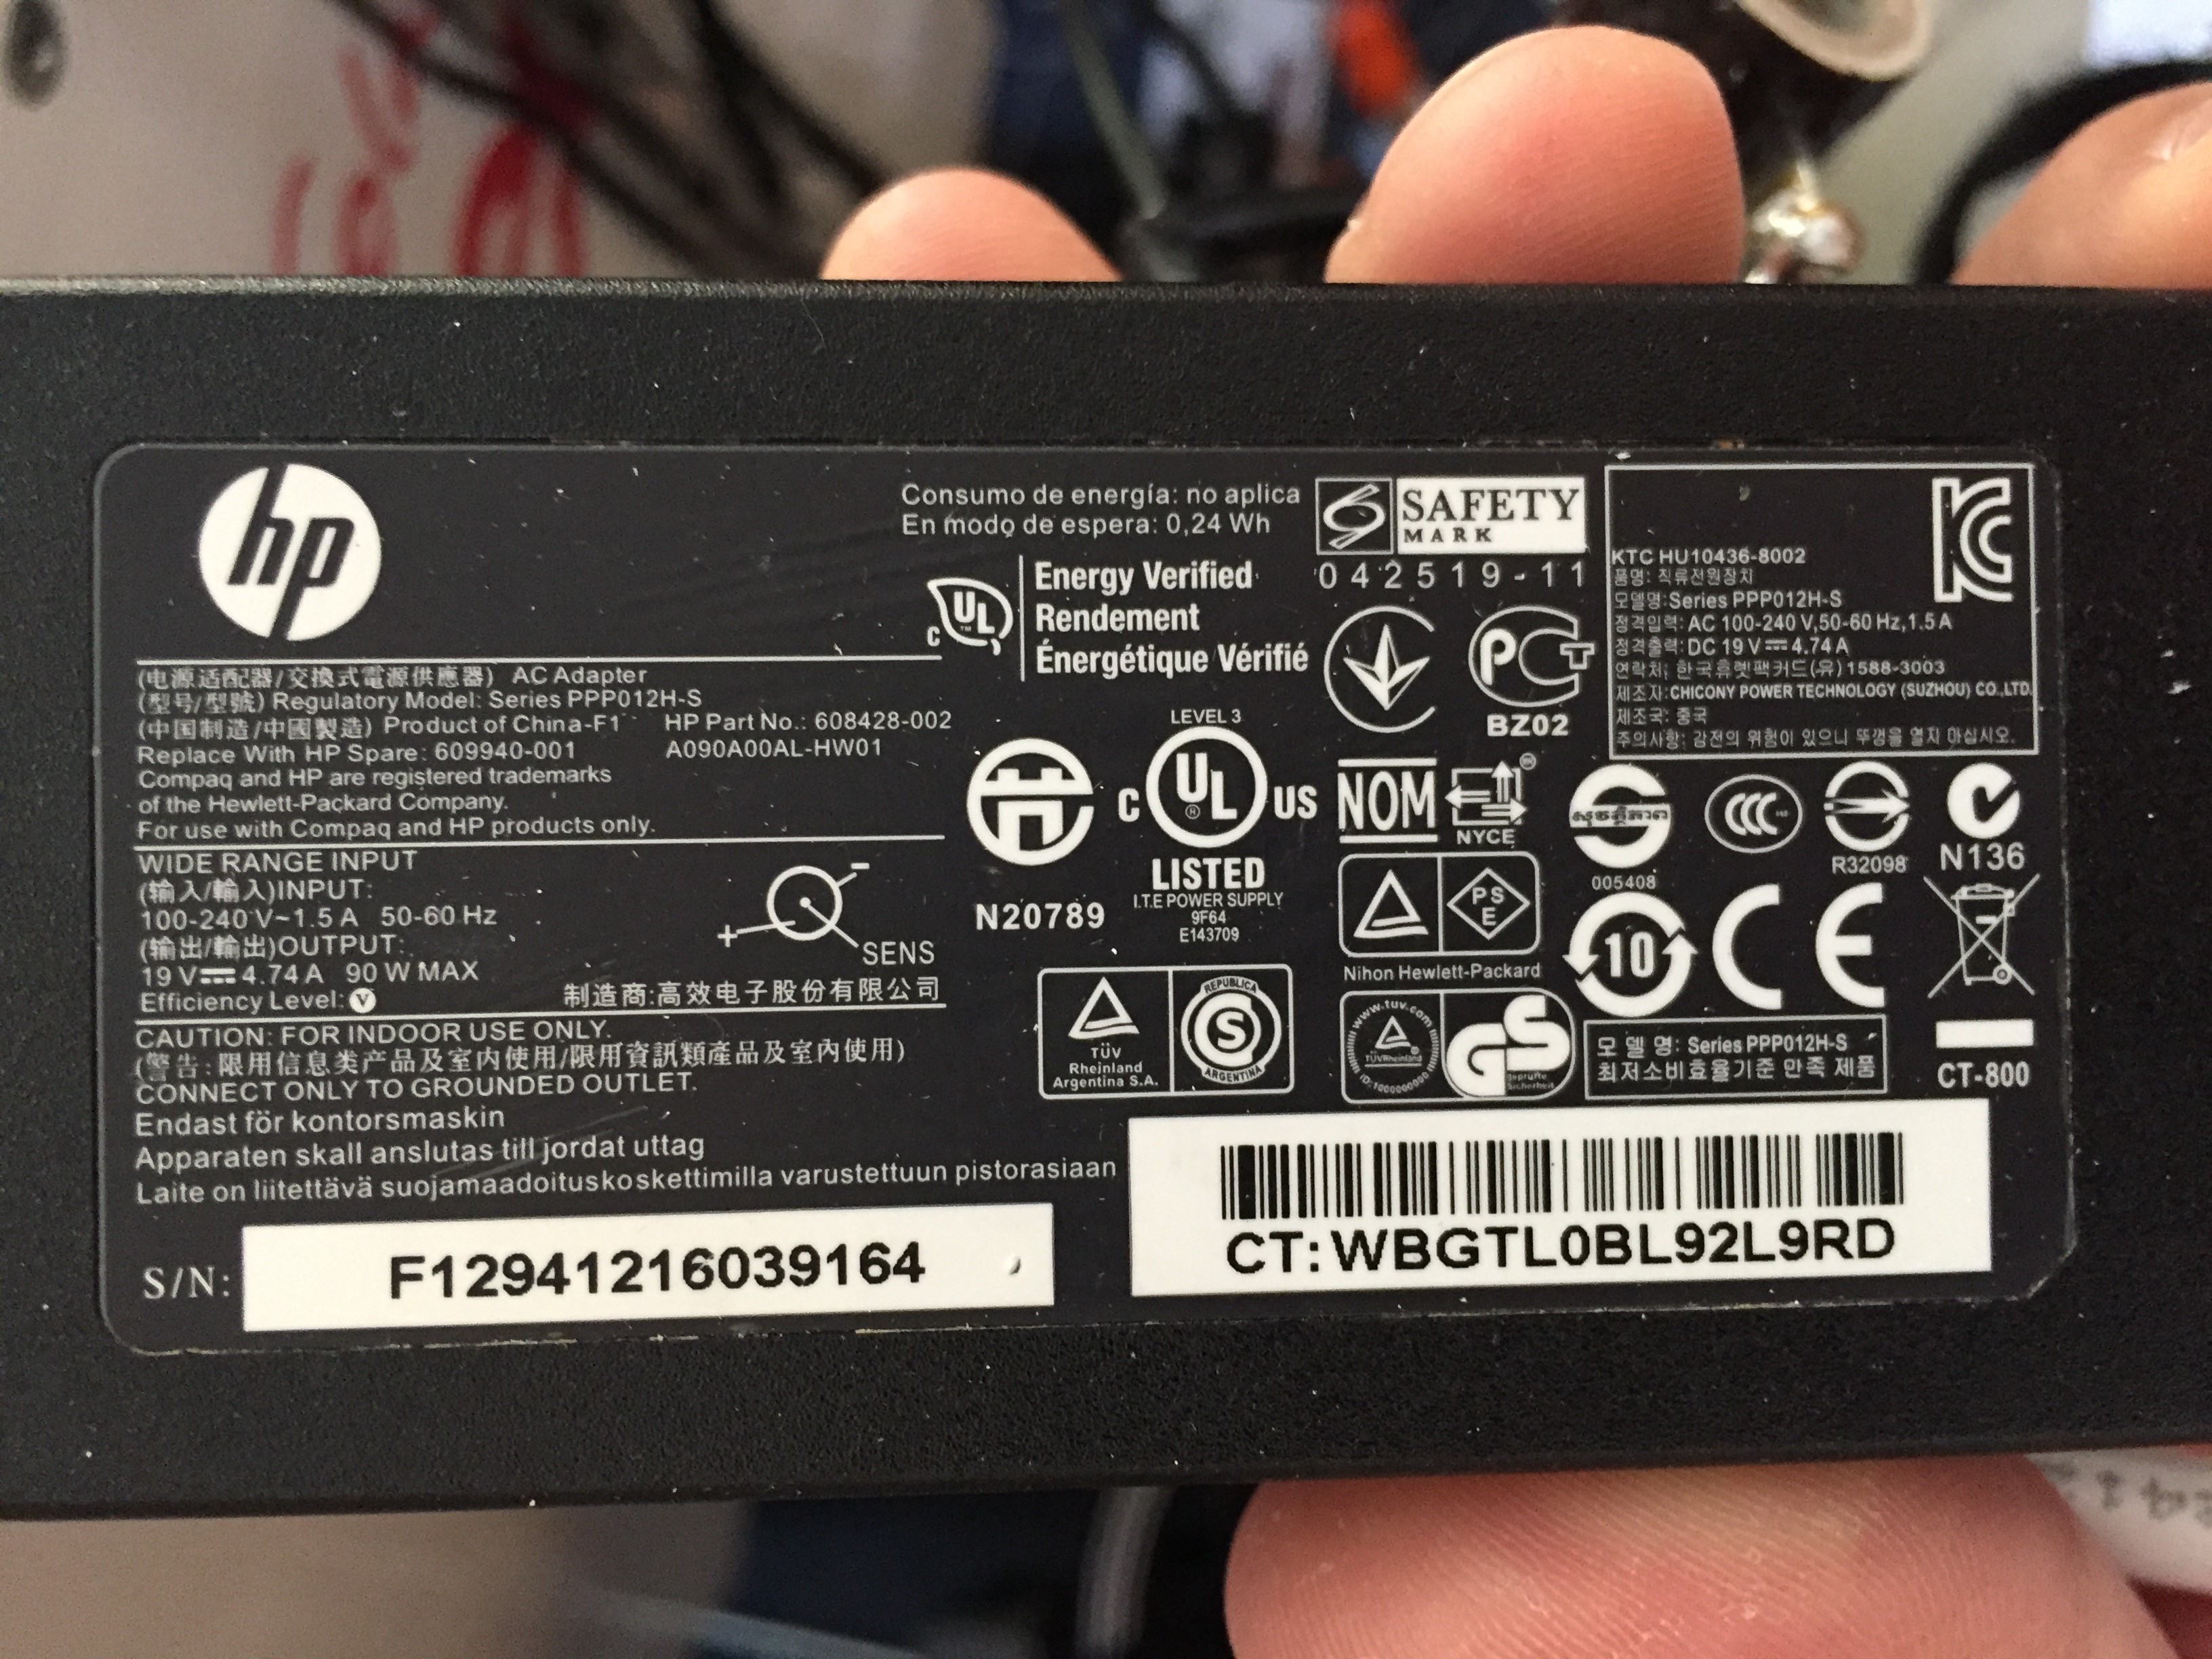 hp
(电源适配器/交換式電源供應器) AC Adapter
(型号/型號) Regulatory Model: Series PPP012H-S
(中国制造/中國製造) Product of China-F1 HP Part No.: 608428-002
Replace With HP Spare: 609940-001 A090A00AL-HW01
Compaq and HP are registered trademarks
of the Hewlett-Packard Company.
For use with Compaq and HP products only.
WIDE RANGE INPUT
(输入/輸入)INPUT:
100-240 V~1.5 A 50-60 Hz
(输出/輸出)OUTPUT:
19 V⎓4.74 A 90 W MAX
Efficiency Level: V
- + SENS
制造商:高效电子股份有限公司
CAUTION: FOR INDOOR USE ONLY.
(警告:限用信息类产品及室内使用/限用資訊類產品及室內使用)
CONNECT ONLY TO GROUNDED OUTLET.
Endast för kontorsmaskin
Apparaten skall anslutas till jordat uttag
Laite on liitettävä suojamaadoituskoskettimilla varustettuun pistorasiaan
S/N: F12941216039164
Consumo de energía: no aplica
En modo de espera: 0,24 Wh
C UL
Energy Verified
Rendement
Énergétique Vérifié
SAFETY
MARK
042519-11
PCT
BZ02
LEVEL 3
C UL ® US
LISTED
I.T.E POWER SUPPLY
9F64
E143709
N20789
NOM
NYCE
TÜV
Rheinland
Argentina S.A.
REPUBLICA
S
ARGENTINA
PS
E
Nihon Hewlett-Packard
www.tuv.com
TÜVRheinland
ID:1000000000
GS
geprüfte
Sicherheit
KC
KTC HU10436-8002
품명: 직류전원장치
모델명:Series PPP012H-S
정격입력: AC 100-240 V,50-60 Hz,1.5 A
정격출력: DC 19 V⎓4.74 A
연락처: 한국휴렛팩커드(유)1588-3003
제조자:CHICONY POWER TECHNOLOGY (SUZHOU) CO.,LTD.
제조국: 중국
주의사항: 감전의 위험이 있으니 뚜껑을 열지 마십시오.
005408
CCC
R32098
N136
10
CE
모델명: Series PPP012H-S
최저소비효율기준 만족 제품
CT-800
CT:WBGTL0BL92L9RD